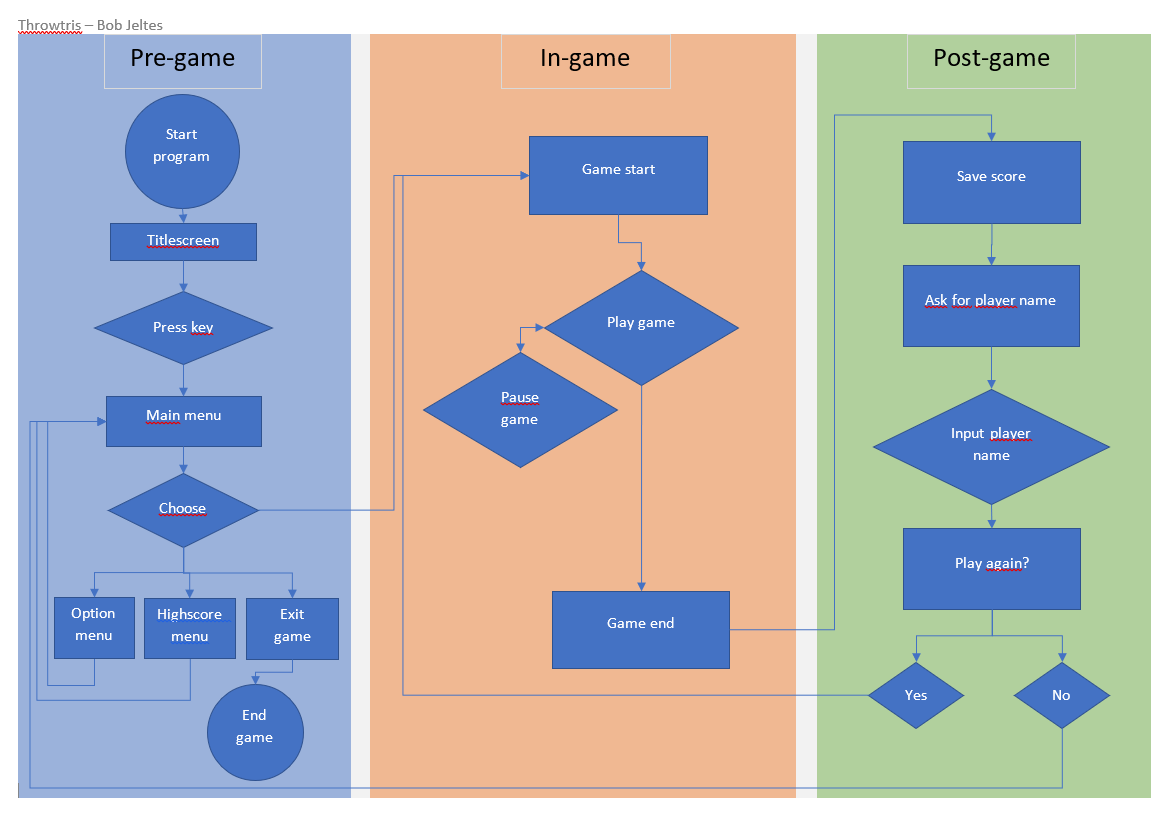 Throwtris – Bob Jeltes
Pre-game
Start
program
Titlescreen
Press key
Main menu
Choose
Option
menu
Highscore
menu
Exit
game
End
game
In-game
Game start
Play game
Pause
game
Game end
Post-game
Save score
Ask for player name
Input player
name
Play again?
Yes
No